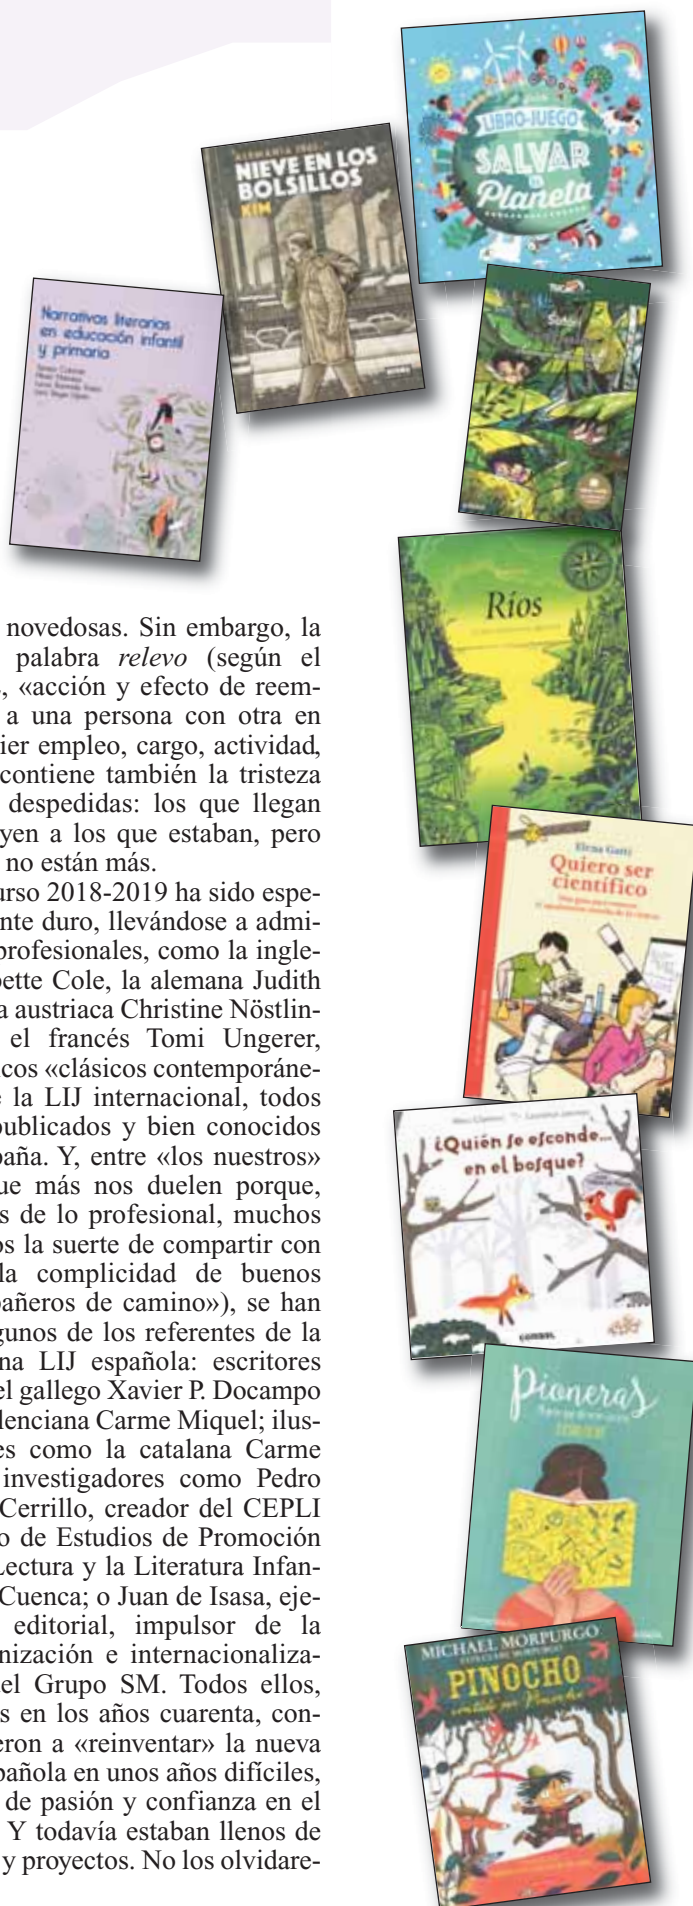 LIBRO-JUEGO
SALVAR
EL
Planeta
edebé
ALEMANIA 1963
NIEVE EN LOS
BOLSILLOS
KIM
NORMA
Narrativas literarias
en educación infantil
y primaria
Ríos
Elena Gatti
Quiero ser
científico
¿Quién se esconde...
en el bosque?
COMBEL
Pioneras
MICHAEL MORPURGO
PINOCHO
contado por Pinocho
novedosas. Sin embargo, la
palabra relevo (según el
, «acción y efecto de reem-
a una persona con otra en
ier empleo, cargo, actividad,
contiene también la tristeza
despedidas: los que llegan
yen a los que estaban, pero
no están más.
urso 2018-2019 ha sido espe-
nte duro, llevándose a admi-
profesionales, como la ingle-
bette Cole, la alemana Judith
a austriaca Christine Nöstlin-
el francés Tomi Ungerer,
icos «clásicos contemporáne-
e la LIJ internacional, todos
publicados y bien conocidos
paña. Y, entre «los nuestros»
ue más nos duelen porque,
s de lo profesional, muchos
os la suerte de compartir con
la complicidad de buenos
pañeros de camino»), se han
gunos de los referentes de la
na LIJ española: escritores
el gallego Xavier P. Docampo
lenciana Carme Miquel; ilus-
es como la catalana Carme
investigadores como Pedro
Cerrillo, creador del CEPLI
o de Estudios de Promoción
Lectura y la Literatura Infan-
Cuenca; o Juan de Isasa, eje-
editorial, impulsor de la
nización e internacionaliza-
el Grupo SM. Todos ellos,
s en los años cuarenta, con-
eron a «reinventar» la nueva
pañola en unos años difíciles,
de pasión y confianza en el
Y todavía estaban llenos de
y proyectos. No los olvidare-